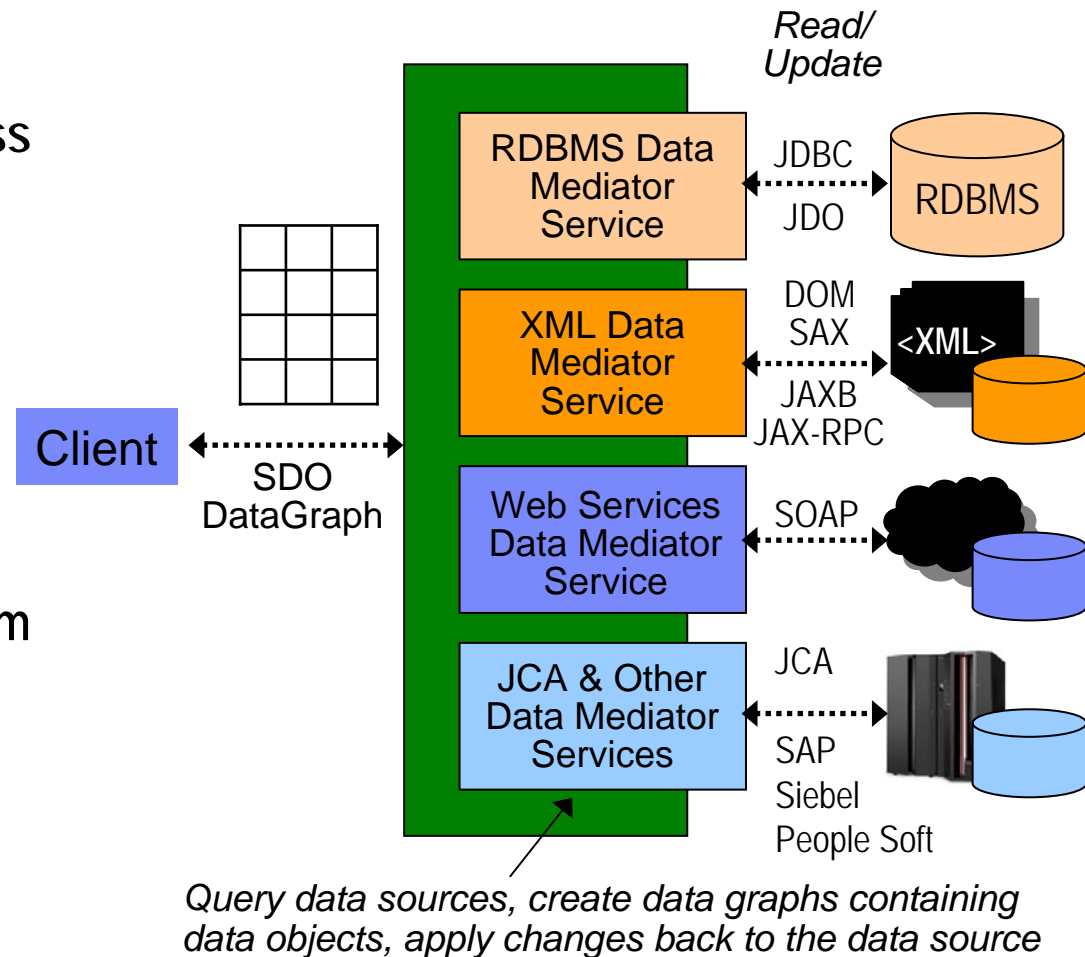 Read/
Update
ss
RDBMS Data
Mediator
Service
JDBC
JDO
RDBMS
XML Data
Mediator
Service
DOM
SAX
JAXB
JAX-RPC
<XML>
Client
SDO
DataGraph
Web Services
Data Mediator
Service
SOAP
m
JCA & Other
Data Mediator
Services
JCA
SAP
Siebel
People Soft
Query data sources, create data graphs containing
data objects, apply changes back to the data source